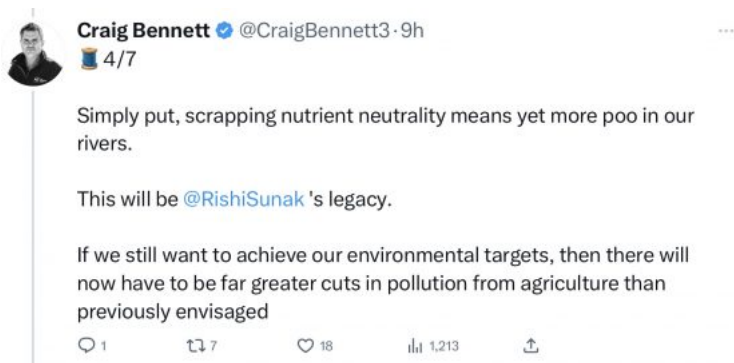 Craig Bennett @CraigBennett3·9h
4/7
Simply put, scrapping nutrient neutrality means yet more poo in our
rivers.
This will be @RishiSunak 's legacy.
If we still want to achieve our environmental targets, then there will
now have to be far greater cuts in pollution from agriculture than
previously envisaged
1 7 18 1,213